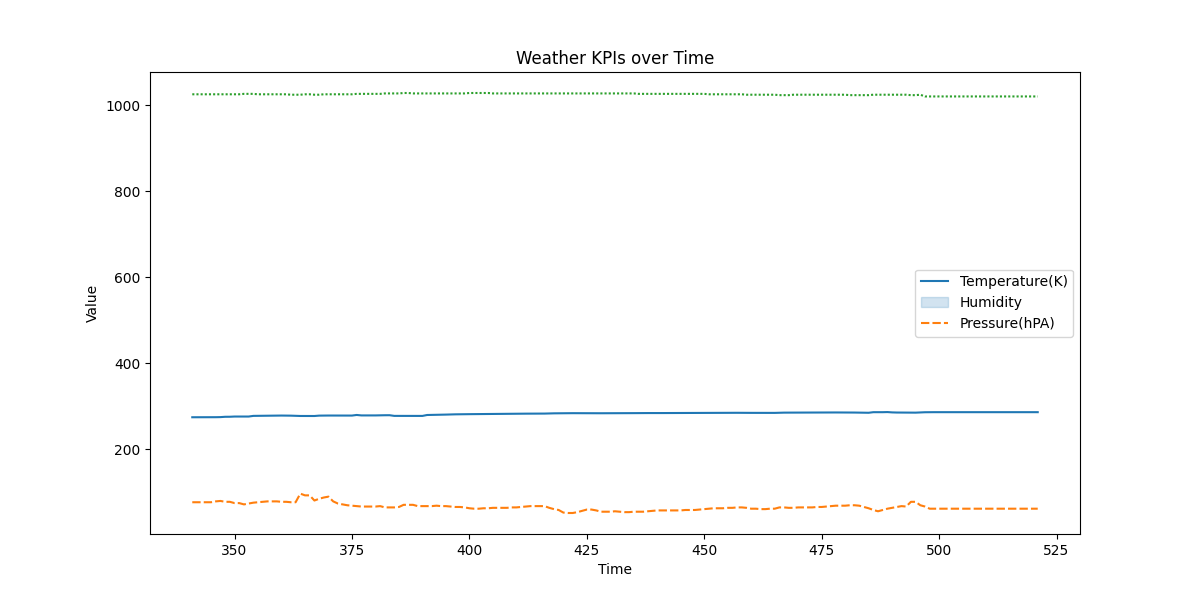 Weather KPIs over Time
1000
800
600
400
200
Value
Temperature(K)
Humidity
Pressure(hPA)
350 375 400 425 450 475 500 525
Time